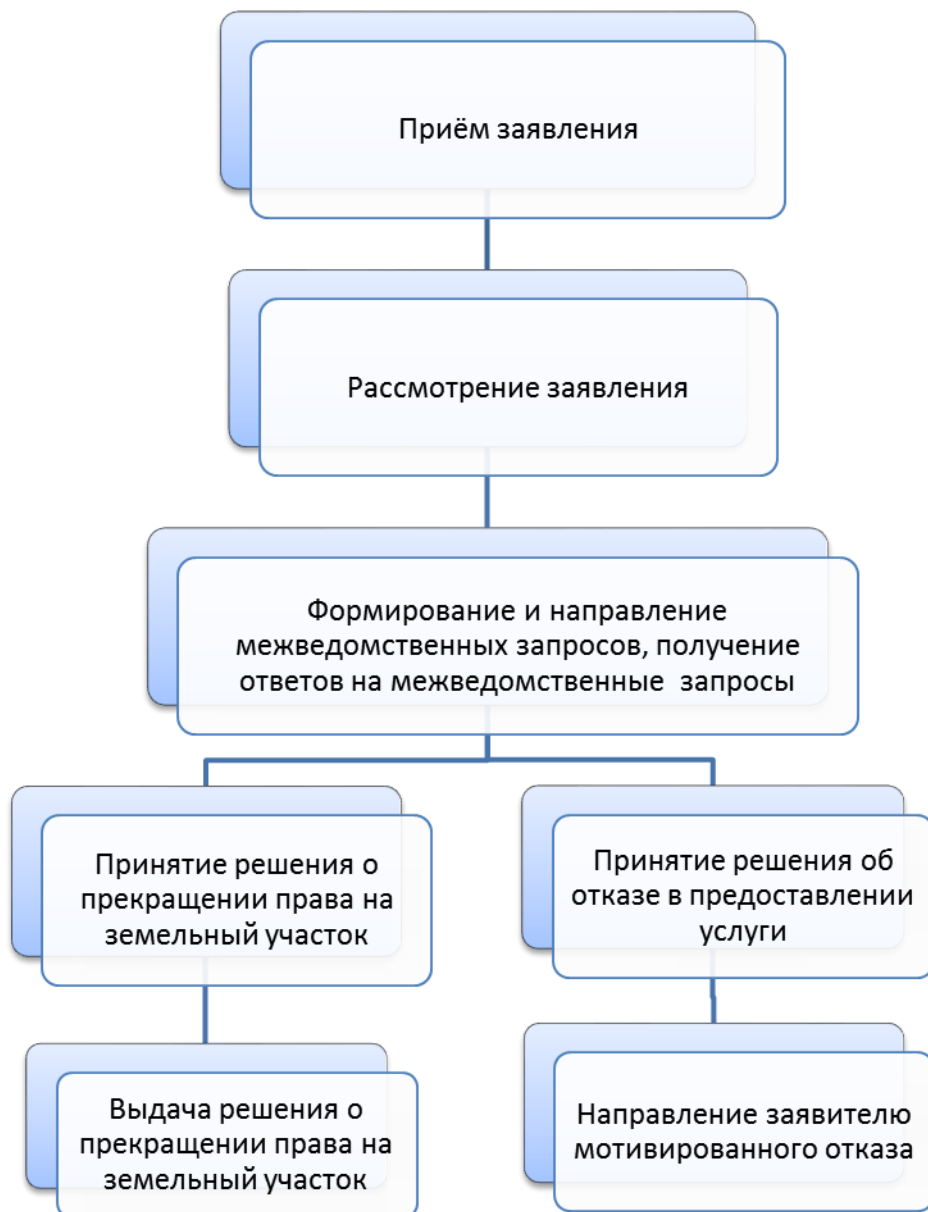 Приём заявления
Рассмотрение заявления
Формирование и направление
межведомственных запросов, получение
ответов на межведомственные запросы
Принятие решения о
прекращении права на
земельный участок
Принятие решения об
отказе в предоставлении
услуги
Выдача решения о
прекращении права на
земельный участок
Направление заявителю
мотивированного отказа